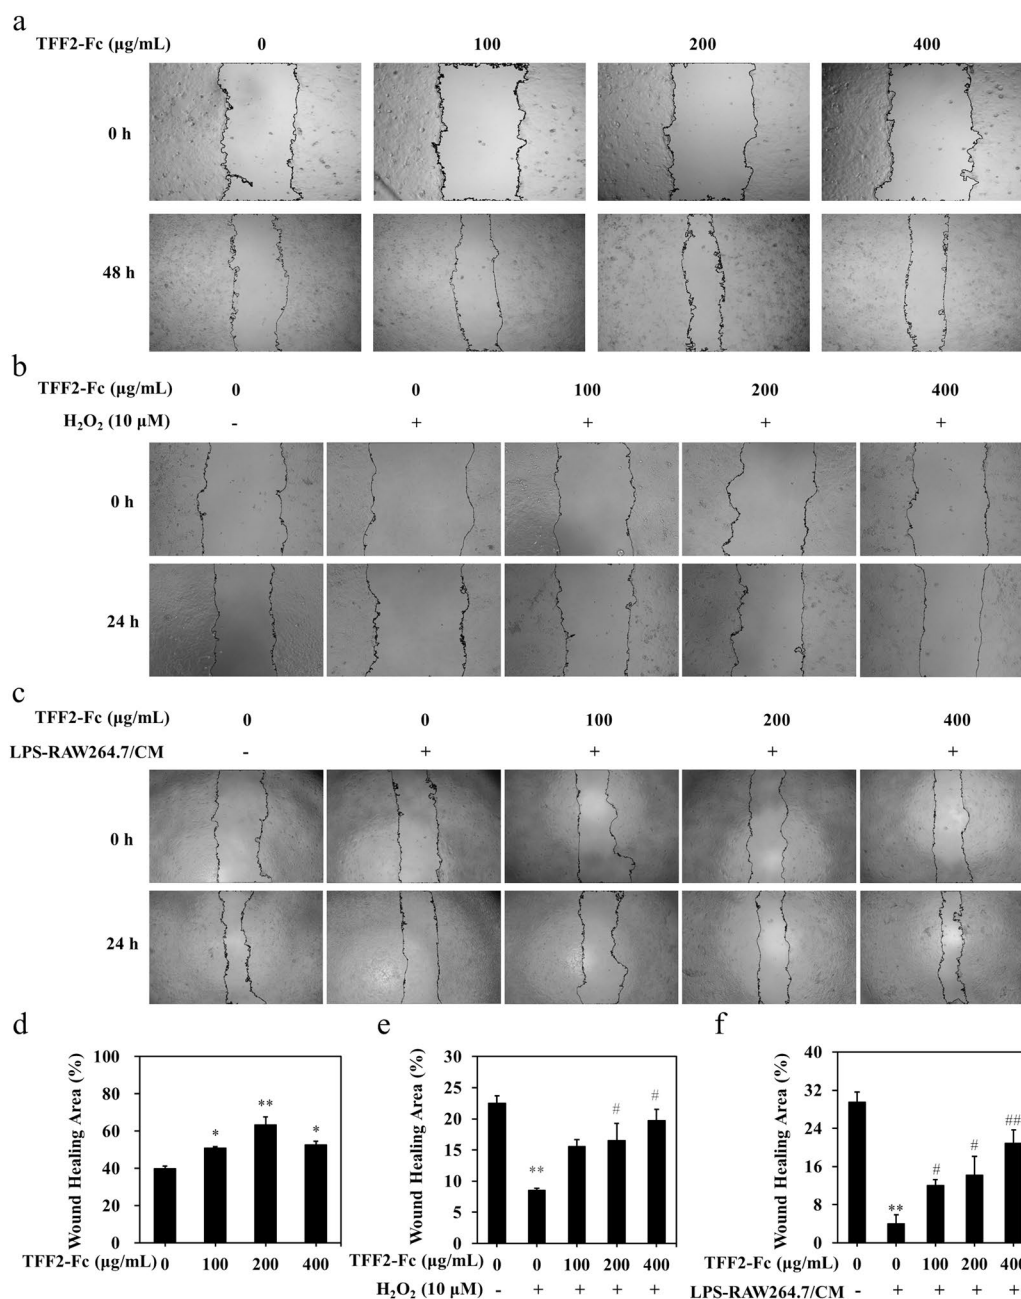 a
TFF2-Fc (µg/mL) 0 100 200 400
0 h
48 h
b
TFF2-Fc (µg/mL) 0 0 100 200 400
H₂O₂ (10 µM) - + + + +
0 h
24 h
c
TFF2-Fc (µg/mL) 0 0 100 200 400
LPS-RAW264.7/CM - + + + +
0 h
24 h
d
Wound Healing Area (%)
100
80
60
40
20
0
* ** *
TFF2-Fc (µg/mL) 0 100 200 400
e
Wound Healing Area (%)
30
25
20
15
10
5
0
** # #
TFF2-Fc (µg/mL) 0 0 100 200 400
H₂O₂ (10 µM) - + + + +
f
Wound Healing Area (%)
40
32
24
16
8
0
** # # ##
TFF2-Fc (µg/mL) 0 0 100 200 400
LPS-RAW264.7/CM - + + + +